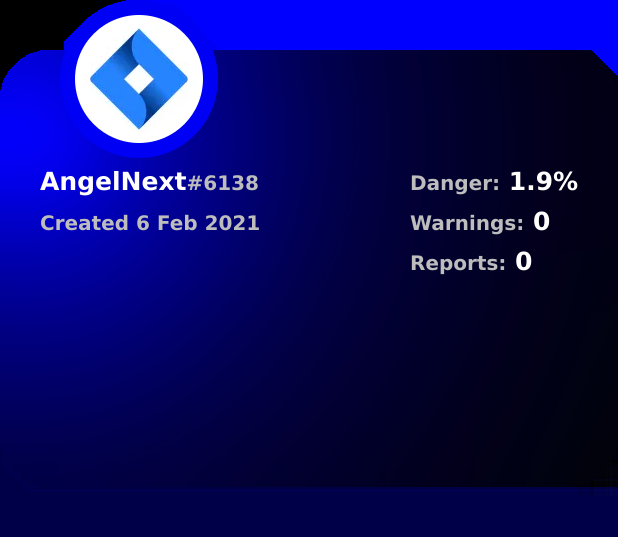 AngelNext#6138
Created 6 Feb 2021
Danger: 1.9%
Warnings: 0
Reports: 0